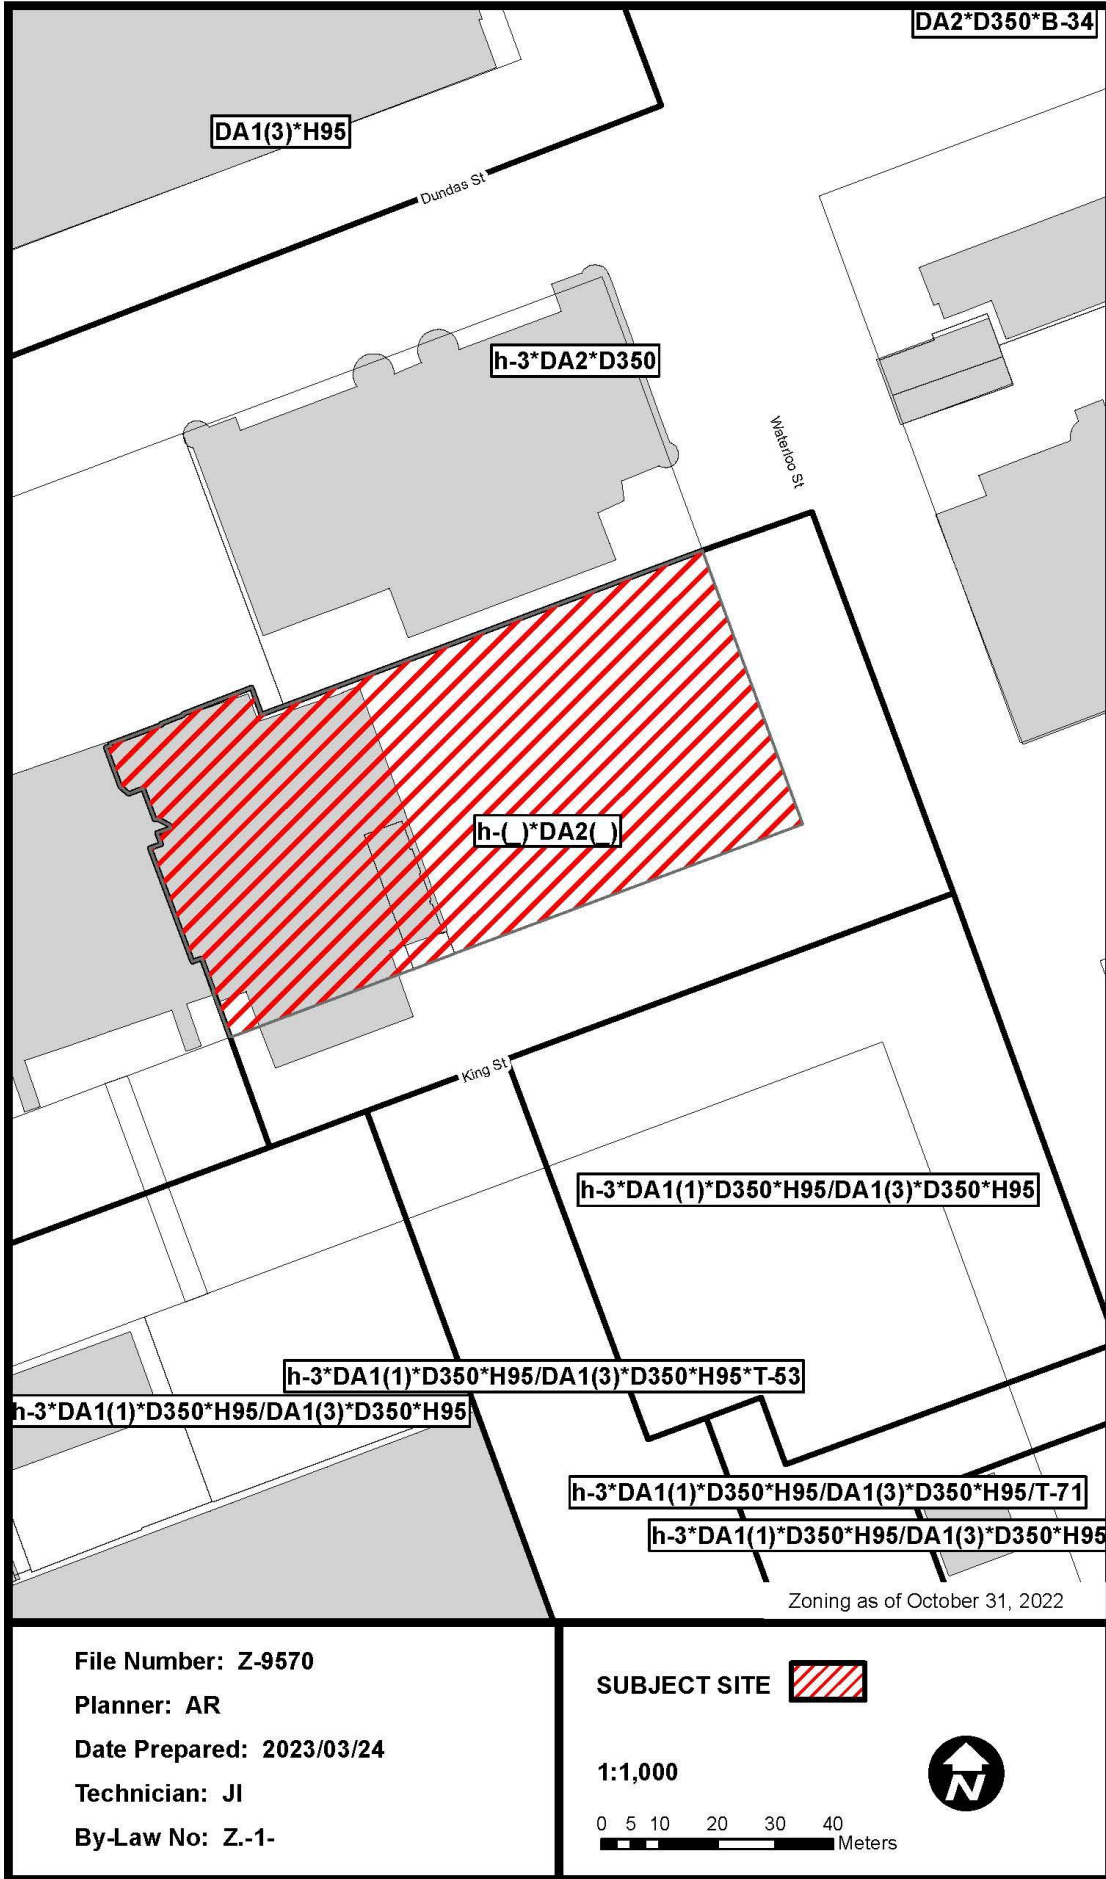 DA2*D350*B-34
DA1(3)*H95
Dundas St
h-3*DA2*D350
Waterloo St
h-(_)*DA2(_)
King St
h-3*DA1(1)*D350*H95/DA1(3)*D350*H95
h-3*DA1(1)*D350*H95/DA1(3)*D350*H95*T-53
h-3*DA1(1)*D350*H95/DA1(3)*D350*H95
h-3*DA1(1)*D350*H95/DA1(3)*D350*H95/T-71
h-3*DA1(1)*D350*H95/DA1(3)*D350*H95
Zoning as of October 31, 2022
File Number: Z-9570
Planner: AR
Date Prepared: 2023/03/24
Technician: JI
By-Law No: Z.-1-
SUBJECT SITE
1:1,000
0 5 10 20 30 40
Meters
N